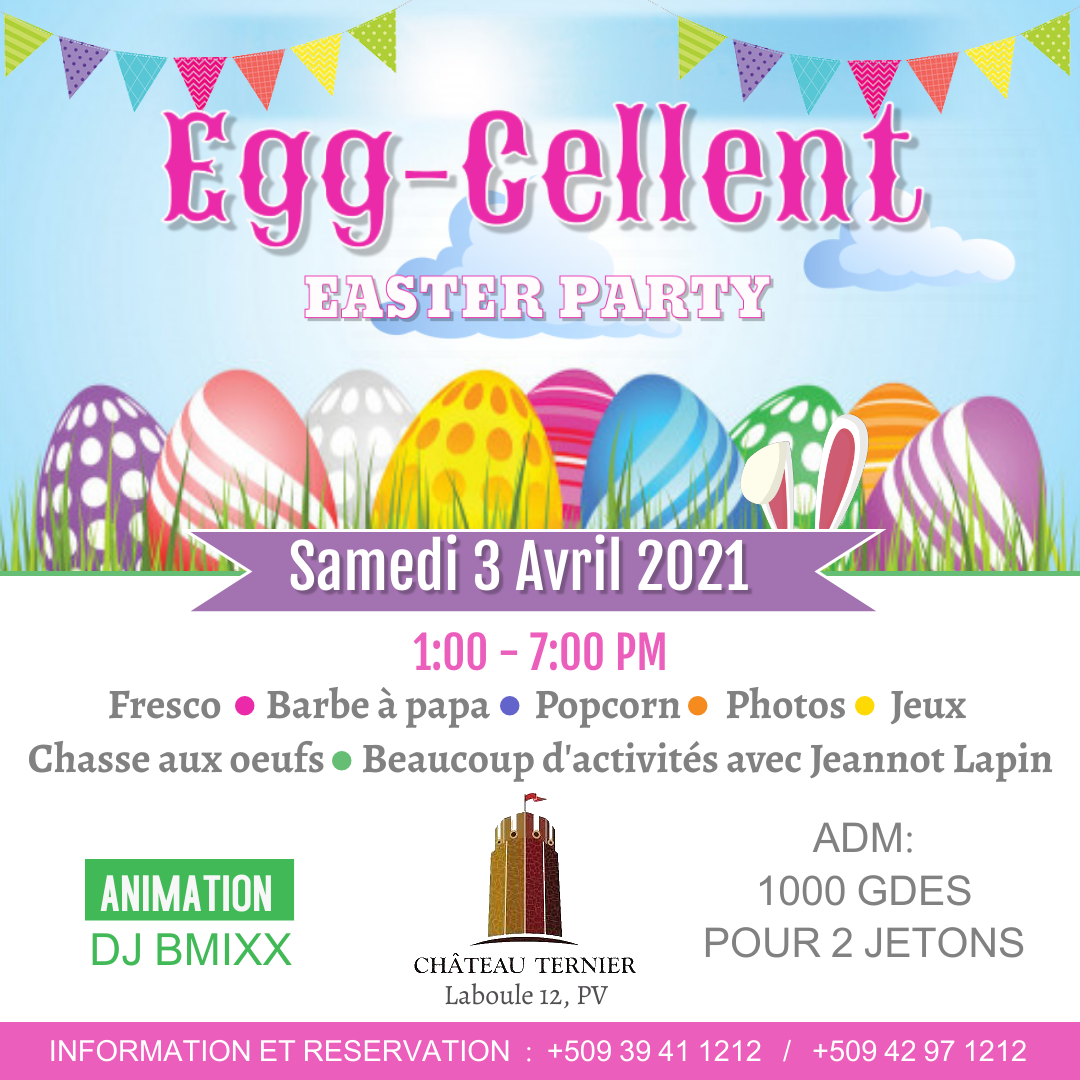 Egg-Cellent
EASTER PARTY
Samedi 3 Avril 2021
1:00 - 7:00 PM
Fresco • Barbe à papa • Popcorn • Photos • Jeux
Chasse aux oeufs • Beaucoup d'activités avec Jeannot Lapin
ANIMATION
DJ BMIXX
CHÂTEAU TERNIER
Laboule 12, PV
ADM:
1000 GDES
POUR 2 JETONS
INFORMATION ET RESERVATION : +509 39 41 1212 / +509 42 97 1212